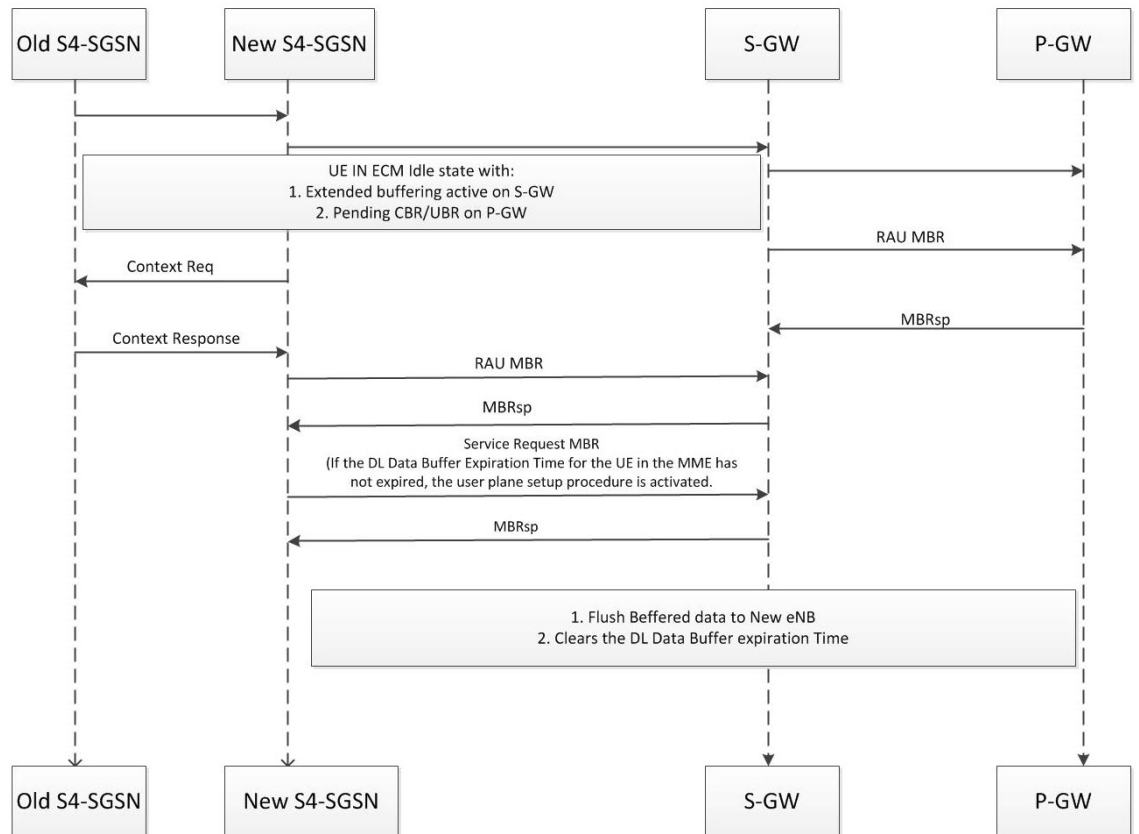 Old S4-SGSN
New S4-SGSN
S-GW
P-GW
UE IN ECM Idle state with:
1. Extended buffering active on S-GW
2. Pending CBR/UBR on P-GW
RAU MBR
Context Req
MBRsp
Context Response
RAU MBR
MBRsp
Service Request MBR
(If the DL Data Buffer Expiration Time for the UE in the MME has
not expired, the user plane setup procedure is activated.
MBRsp
1. Flush Beffered data to New eNB
2. Clears the DL Data Buffer expiration Time
Old S4-SGSN
New S4-SGSN
S-GW
P-GW